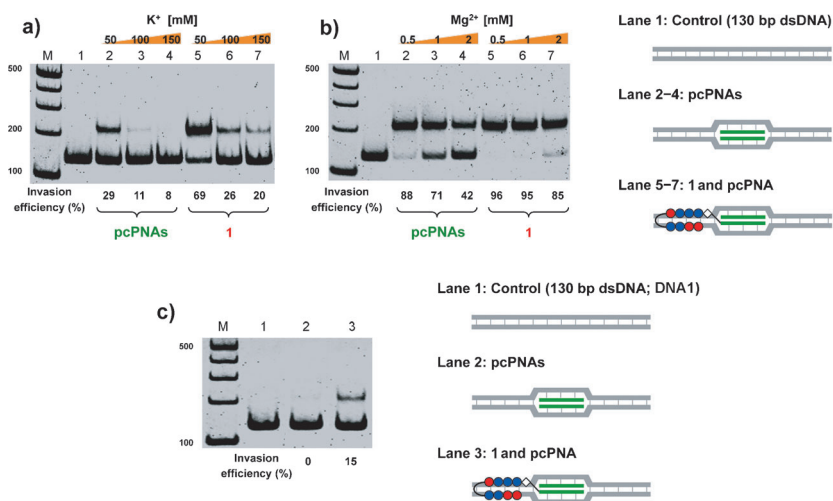 a)
K⁺ [mM]
50 100 150 50 100 150
M 1 2 3 4 5 6 7
500
200
100
Invasion
efficiency (%)
29 11 8 69 26 20
pcPNAs 1
b)
Mg²⁺ [mM]
0.5 1 2 0.5 1 2
M 1 2 3 4 5 6 7
500
200
100
Invasion
efficiency (%)
88 71 42 96 95 85
pcPNAs 1
Lane 1: Control (130 bp dsDNA)
Lane 2–4: pcPNAs
Lane 5–7: 1 and pcPNA
c)
M 1 2 3
500
100
Invasion
efficiency (%)
0 15
Lane 1: Control (130 bp dsDNA; DNA1)
Lane 2: pcPNAs
Lane 3: 1 and pcPNA